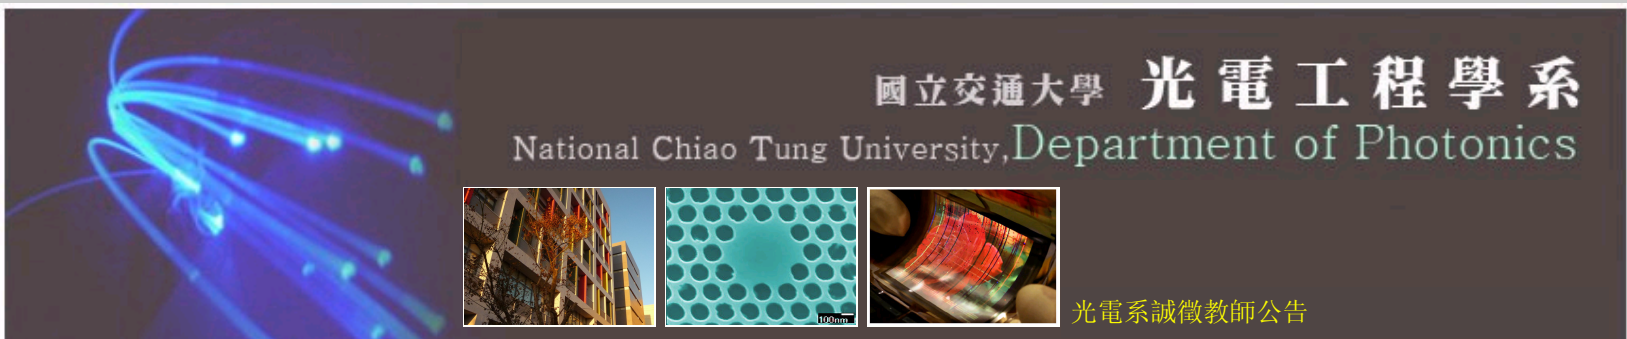 國立交通大學 光電工程學系
National Chiao Tung University,Department of Photonics
100nm
光電系誠徵教師公告